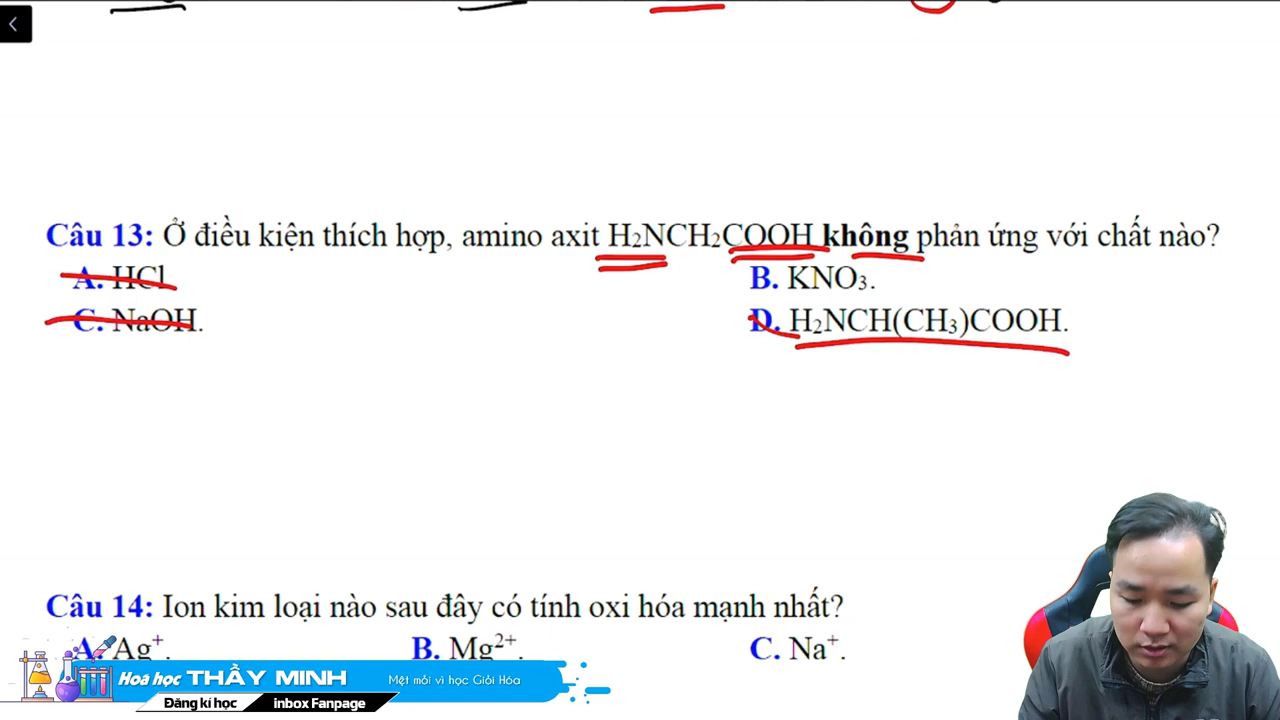 Câu 13: Ở điều kiện thích hợp, amino axit H₂NCH₂COOH không phản ứng với chất nào?
A. HCl
B. KNO₃.
C. NaOH.
D. H₂NCH(CH₃)COOH.
Câu 14: Ion kim loại nào sau đây có tính oxi hóa mạnh nhất?
A. Ag⁺.
B. Mg²⁺.
C. Na⁺.
Hoá học THẦY MINH
Mệt mỏi vì học Giỏi Hóa
Đăng kí học
inbox Fanpage